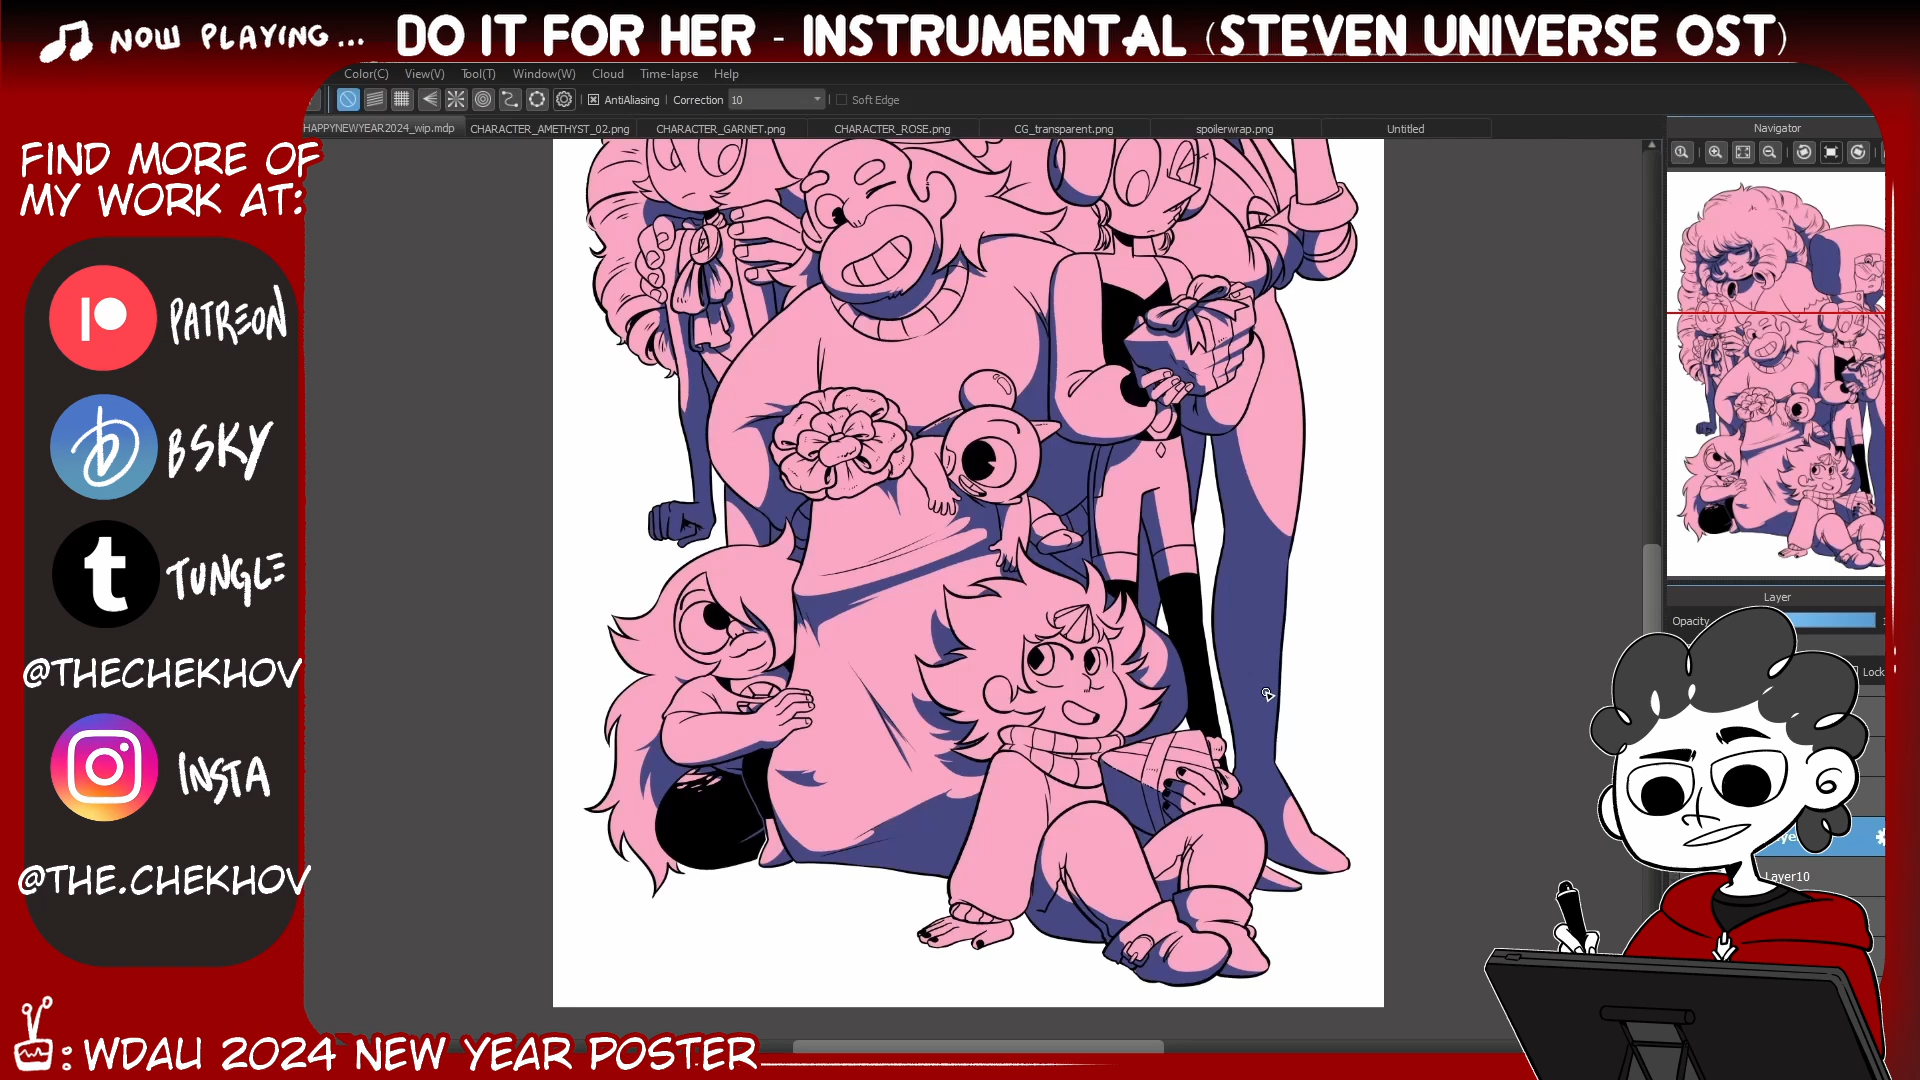 NOW PLAYING... DO IT FOR HER - INSTRUMENTAL (STEVEN UNIVERSE OST)
Color(C) View(V) Tool(T) Window(W) Cloud Time-lapse Help
AntiAliasing Correction 10 Soft Edge
HAPPYNEWYEAR2024_wip.mdp CHARACTER_AMETHYST_02.png CHARACTER_GARNET.png CHARACTER_ROSE.png CG_transparent.png spoilerwrap.png Untitled
Navigator
FIND MORE OF
MY WORK AT:
PATREON
BSKY
TUNGLE
@THECHEKHOV
INSTA
@THE.CHEKHOV
Layer
Opacity
Lock
Layer10
: WDAU 2024 NEW YEAR POSTER